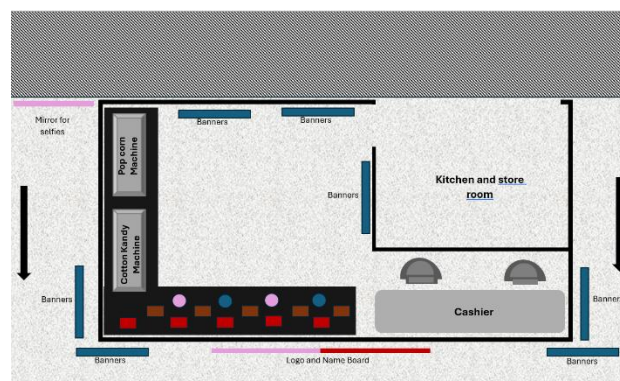 Mirror for
selfies
Banners
Banners
Pop corn
Machine
Banners
Kitchen and store
room
Cotton Kandy
Machine
Banners
Cashier
Banner
Banners
Logo and Name Board
Banners